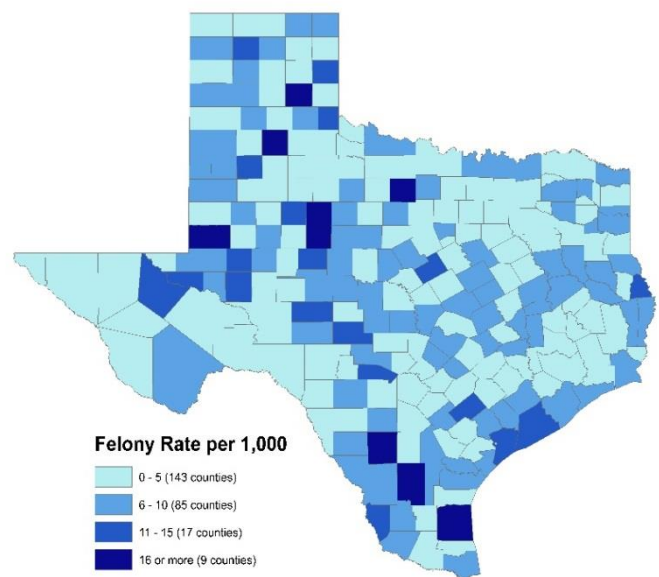 Felony Rate per 1,000
0 - 5 (143 counties)
6 - 10 (85 counties)
11 - 15 (17 counties)
16 or more (9 counties)